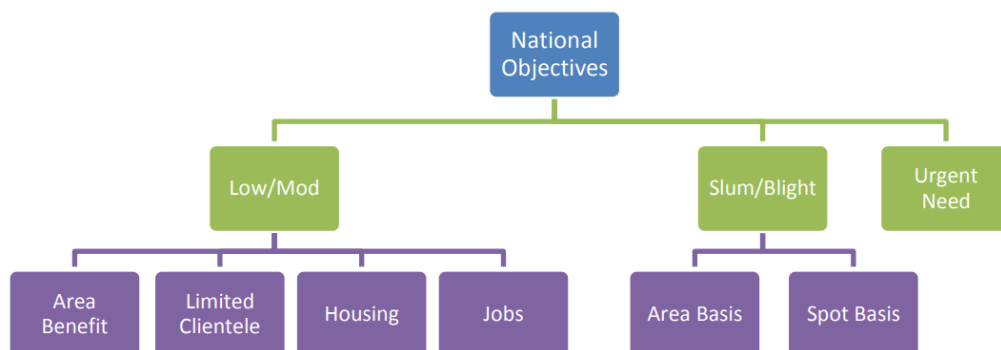 National
Objectives
Low/Mod
Slum/Blight
Urgent
Need
Area
Benefit
Limited
Clientele
Housing
Jobs
Area Basis
Spot Basis